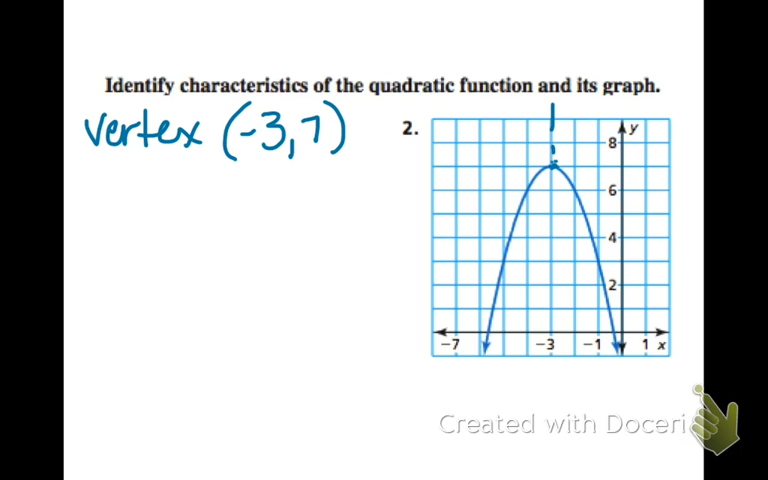 Identify characteristics of the quadratic function and its graph.
vertex (-3,7)
2.
y
8
6
4
2
-7 -3 -1 1 x
Created with Doceri